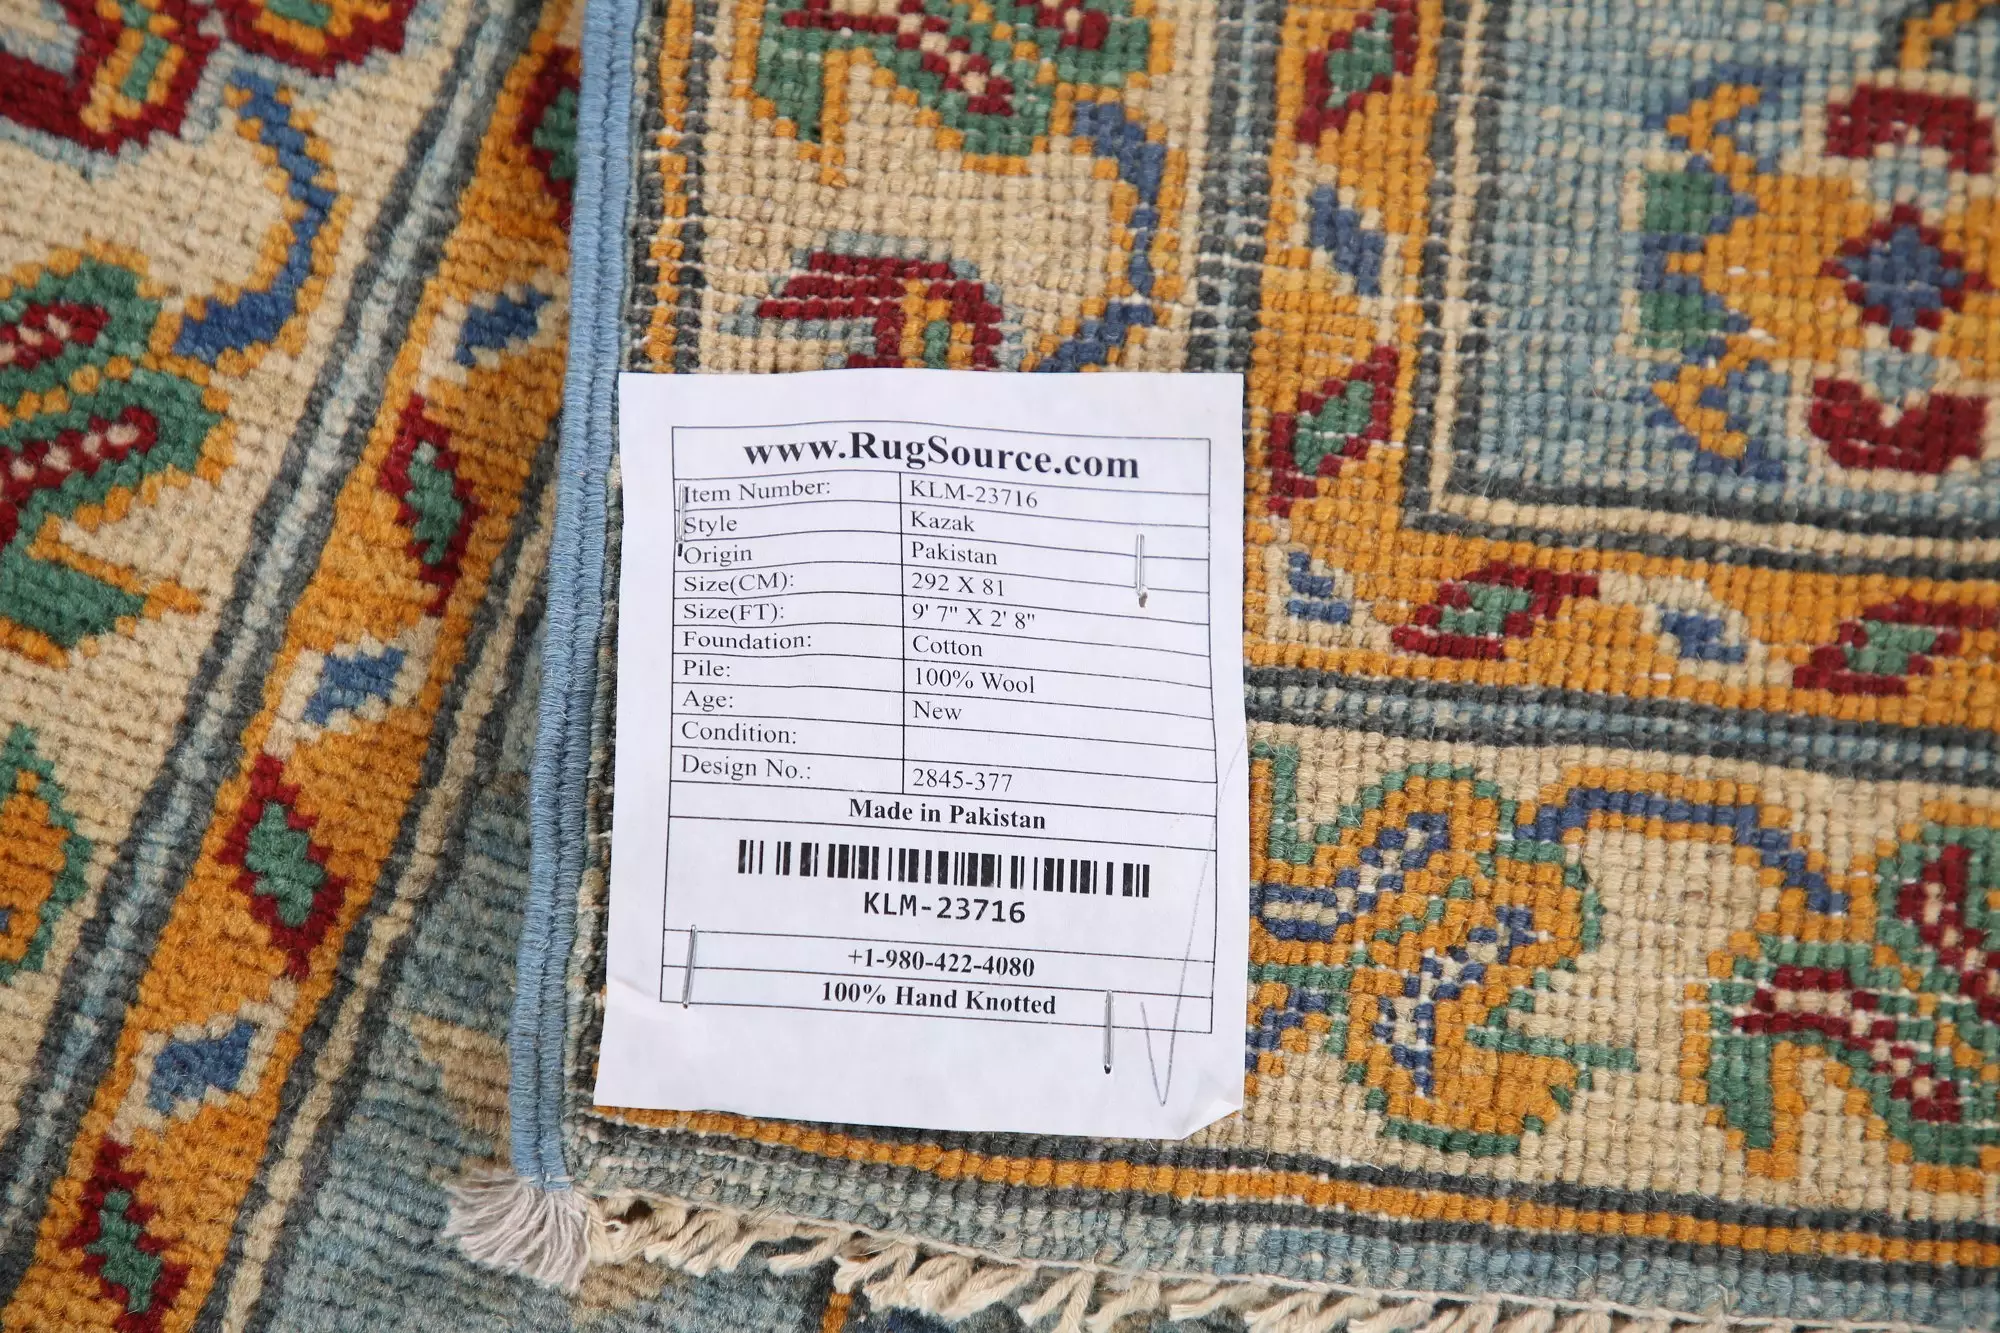 www.RugSource.com
Item Number: KLM-23716
Style Kazak
Origin Pakistan
Size(CM): 292 X 81
Size(FT): 9' 7" X 2' 8"
Foundation: Cotton
Pile: 100% Wool
Age: New
Condition:
Design No.: 2845-377
Made in Pakistan
KLM-23716
+1-980-422-4080
100% Hand Knotted